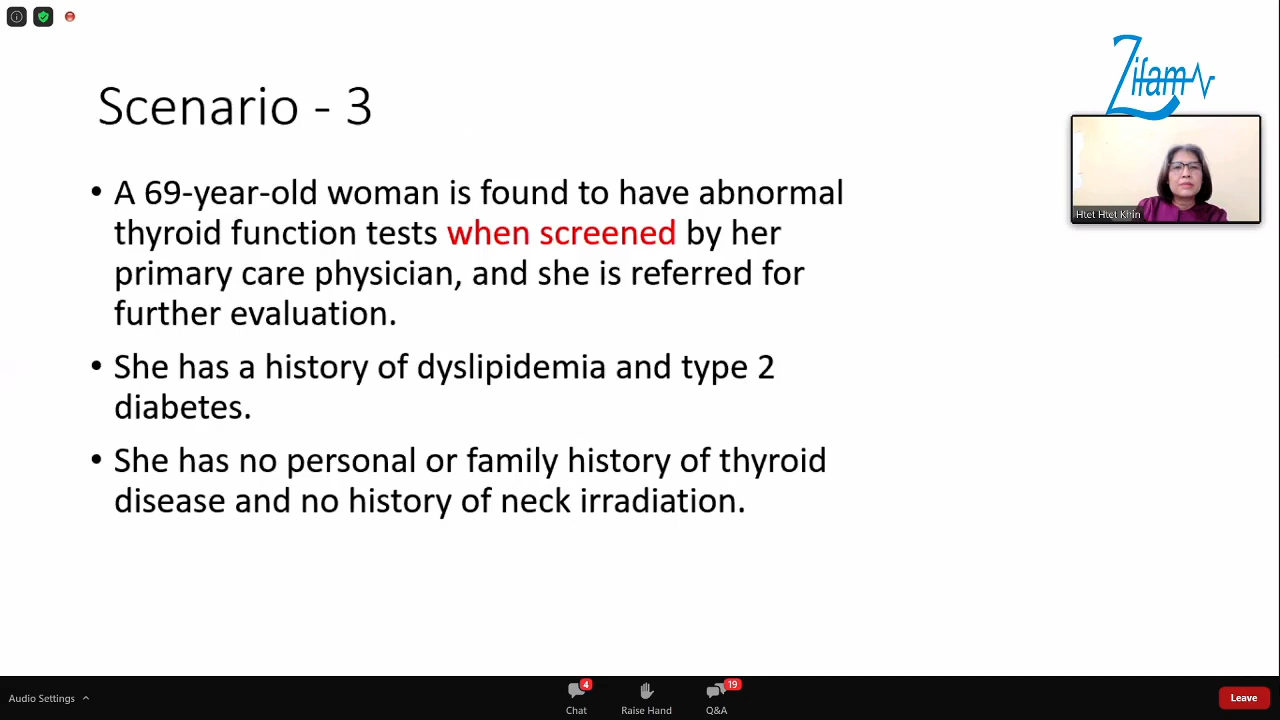 Zifam
Scenario - 3
• A 69-year-old woman is found to have abnormal
thyroid function tests when screened by her
primary care physician, and she is referred for
further evaluation.
• She has a history of dyslipidemia and type 2
diabetes.
• She has no personal or family history of thyroid
disease and no history of neck irradiation.
Htet Htet Khin
Audio Settings
4
Chat
Raise Hand
19
Q&A
Leave